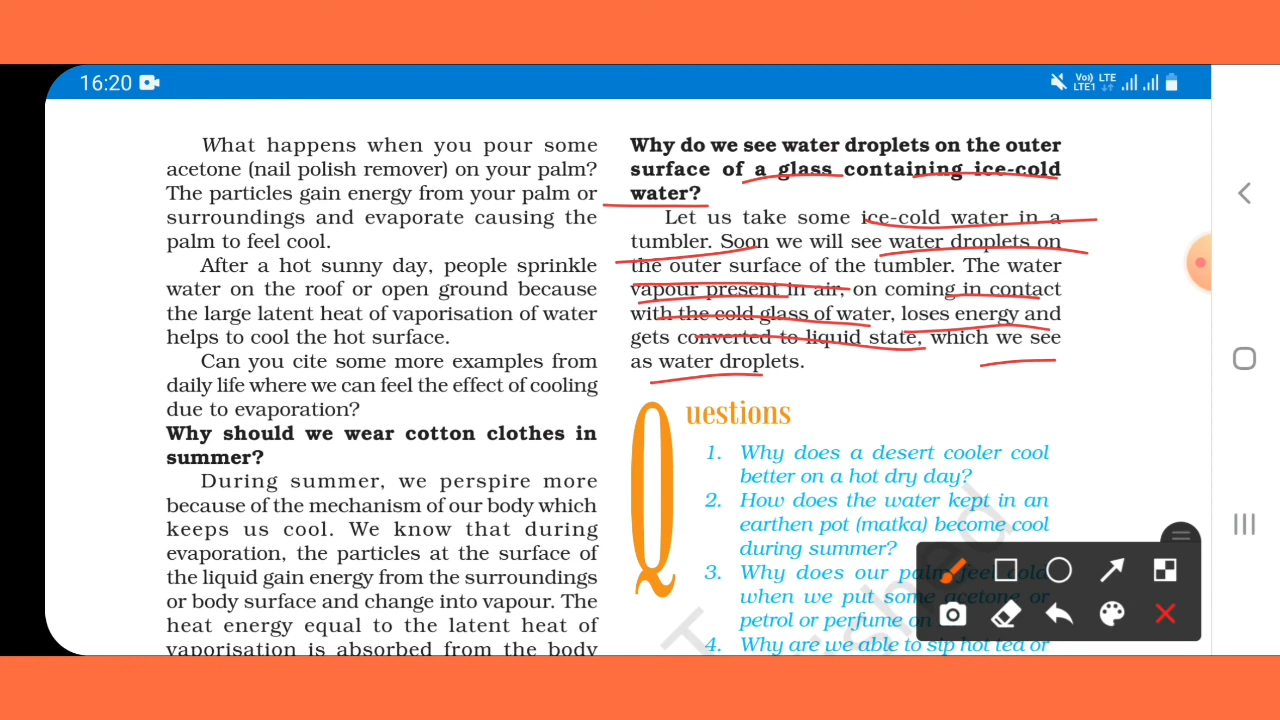 16:20
Vo)) LTE
LTE1
What happens when you pour some
acetone (nail polish remover) on your palm?
The particles gain energy from your palm or
surroundings and evaporate causing the
palm to feel cool.
After a hot sunny day, people sprinkle
water on the roof or open ground because
the large latent heat of vaporisation of water
helps to cool the hot surface.
Can you cite some more examples from
daily life where we can feel the effect of cooling
due to evaporation?
Why should we wear cotton clothes in
summer?
During summer, we perspire more
because of the mechanism of our body which
keeps us cool. We know that during
evaporation, the particles at the surface of
the liquid gain energy from the surroundings
or body surface and change into vapour. The
heat energy equal to the latent heat of
vaporisation is absorbed from the body
Why do we see water droplets on the outer
surface of a glass containing ice-cold
water?
Let us take some ice-cold water in a
tumbler. Soon we will see water droplets on
the outer surface of the tumbler. The water
vapour present in air, on coming in contact
with the cold glass of water, loses energy and
gets converted to liquid state, which we see
as water droplets.
Questions
1. Why does a desert cooler cool
better on a hot dry day?
2. How does the water kept in an
earthen pot (matka) become cool
during summer?
3. Why does our palm feel cold
when we put some acetone or
petrol or perfume on
4. Why are we able to sip hot tea or